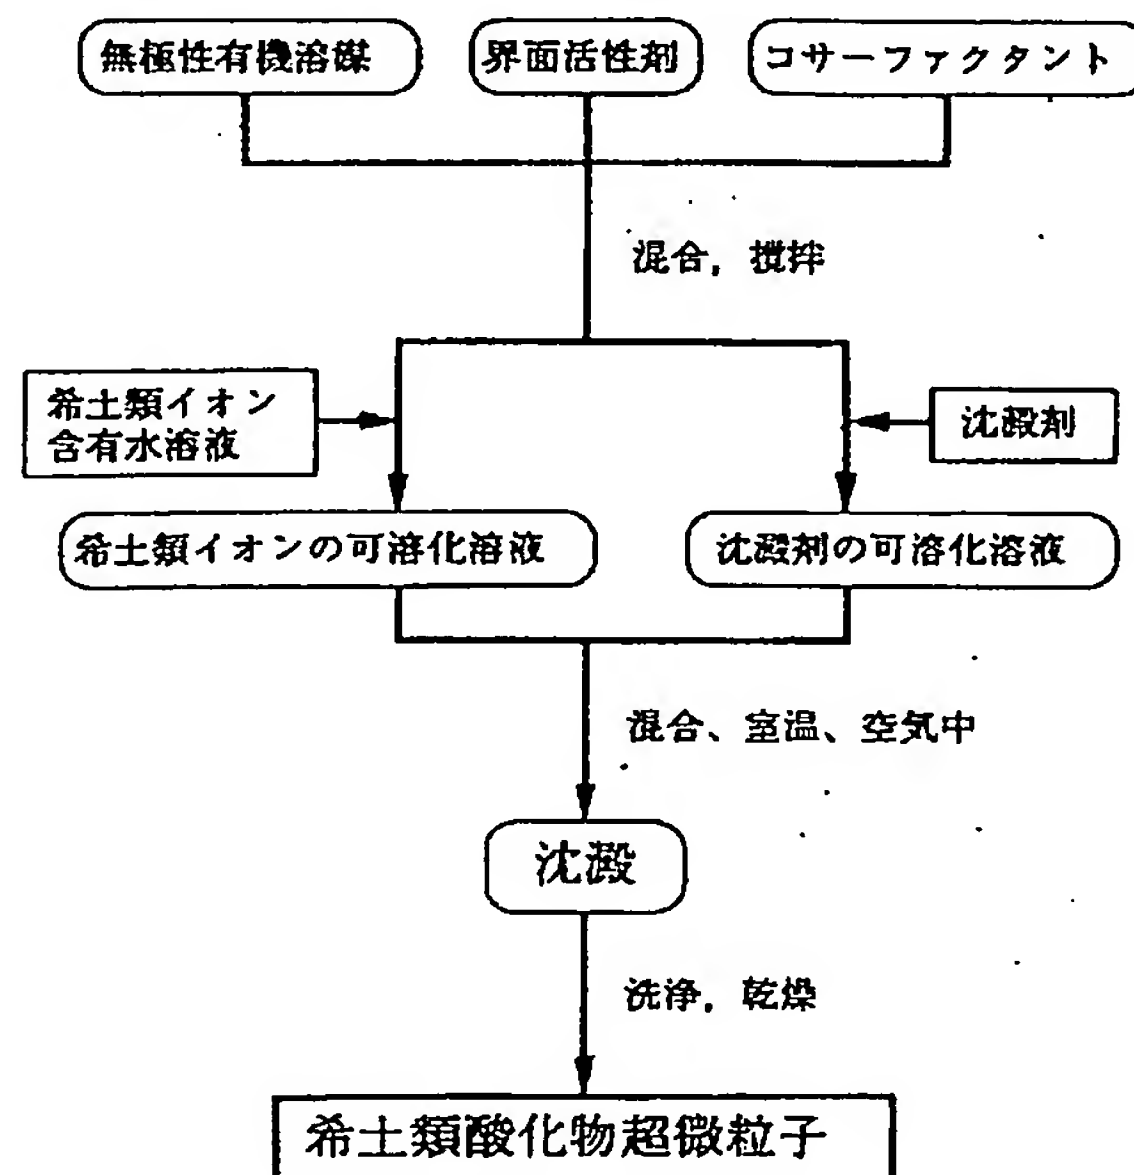 無極性有機溶媒
界面活性剤
コサーファクタント
混合，撹拌
希土類イオン
含有水溶液
沈澱剤
希土類イオンの可溶化溶液
沈澱剤の可溶化溶液
混合、室温、空気中
沈澱
洗浄，乾燥
希土類酸化物超微粒子